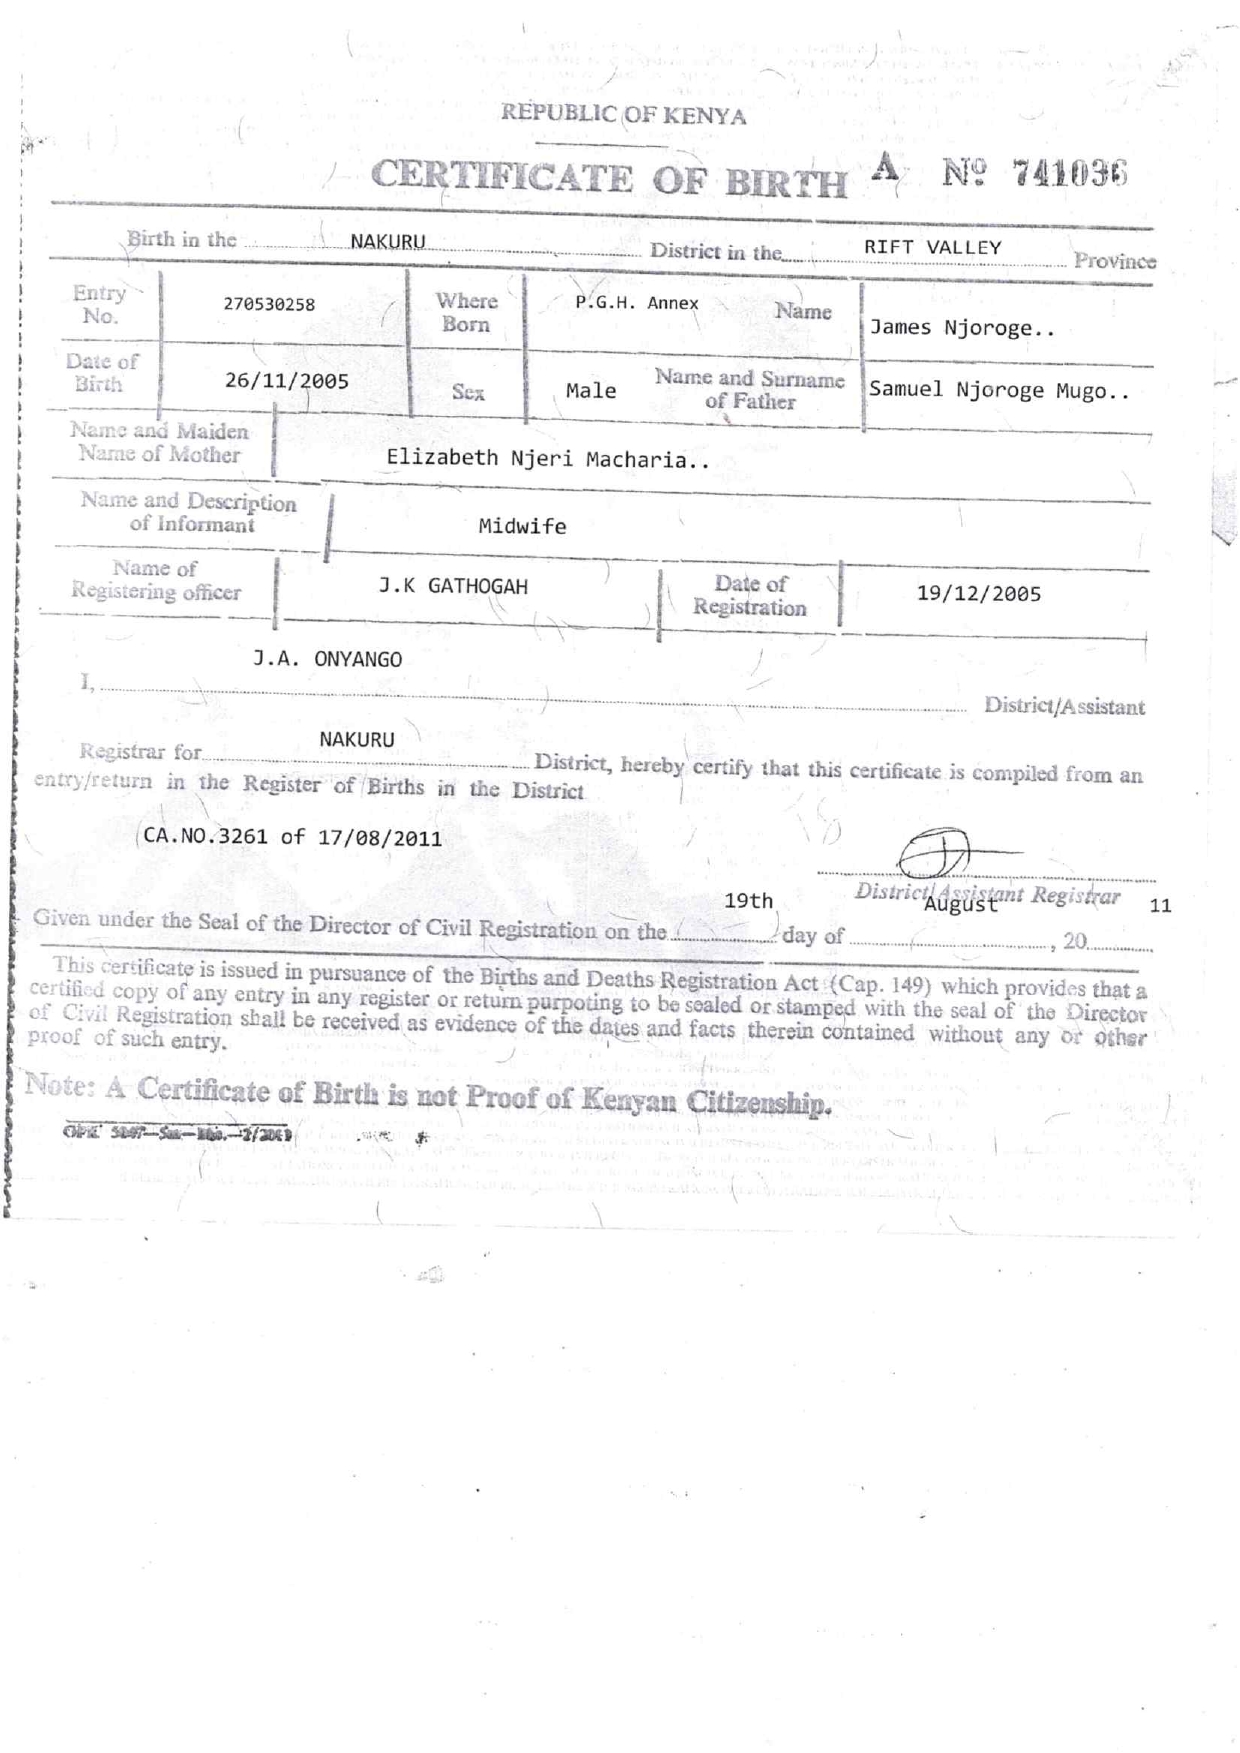 REPUBLIC OF KENYA
CERTIFICATE OF BIRTH A Nº 741036
Birth in the NAKURU District in the RIFT VALLEY Province
Entry No. 270530258 Where Born P.G.H. Annex Name James Njoroge..
Date of Birth 26/11/2005 Sex Male Name and Surname of Father Samuel Njoroge Mugo..
Name and Maiden Name of Mother Elizabeth Njeri Macharia..
Name and Description of Informant Midwife
Name of Registering officer J.K GATHOGAH Date of Registration 19/12/2005
I, J.A. ONYANGO District/Assistant
Registrar for NAKURU District, hereby certify that this certificate is compiled from an
entry/return in the Register of Births in the District
CA.NO.3261 of 17/08/2011
District/Assistant Registrar
Given under the Seal of the Director of Civil Registration on the 19th day of August, 2011
This certificate is issued in pursuance of the Births and Deaths Registration Act (Cap. 149) which provides that a
certified copy of any entry in any register or return purpoting to be sealed or stamped with the seal of the Director
of Civil Registration shall be received as evidence of the dates and facts therein contained without any or other
proof of such entry.
Note: A Certificate of Birth is not Proof of Kenyan Citizenship.